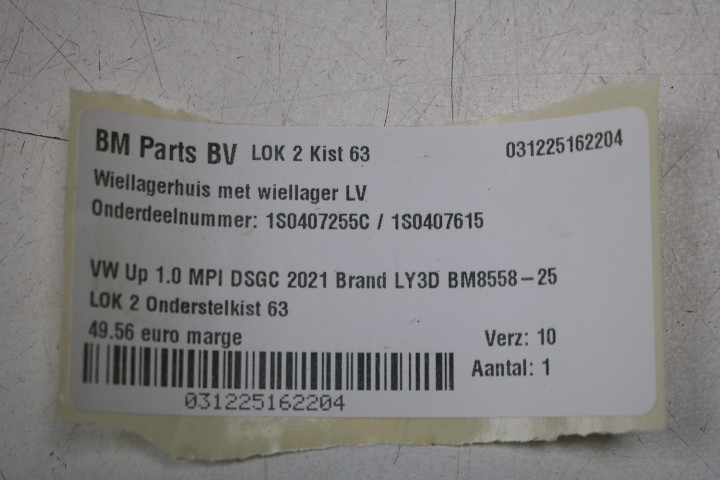 BM Parts BV LOK 2 Kist 63 031225162204
Wiellagerhuis met wiellager LV
Onderdeelnummer: 1S0407255C / 1S0407615
VW Up 1.0 MPI DSGC 2021 Brand LY3D BM8558-25
LOK 2 Onderstelkist 63
49.56 euro marge Verz: 10
Aantal: 1
031225162204